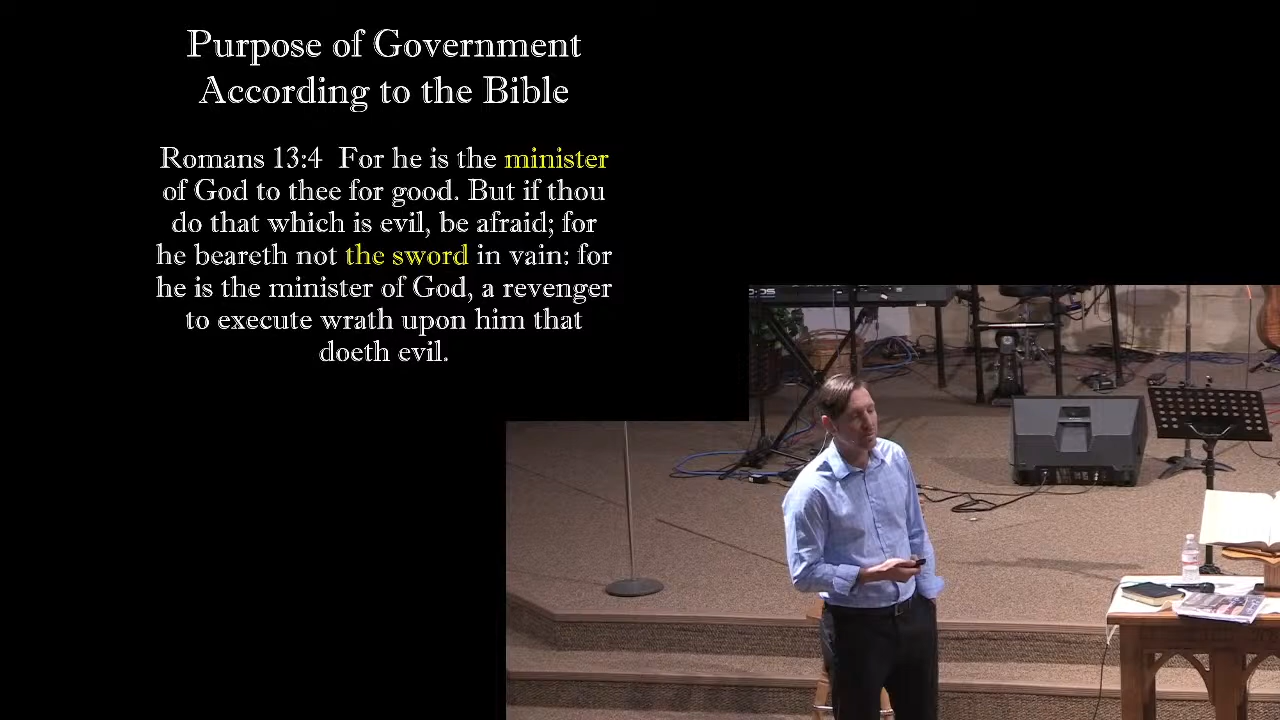 Purpose of Government
According to the Bible
Romans 13:4 For he is the minister
of God to thee for good. But if thou
do that which is evil, be afraid; for
he beareth not the sword in vain: for
he is the minister of God, a revenger
to execute wrath upon him that
doeth evil.